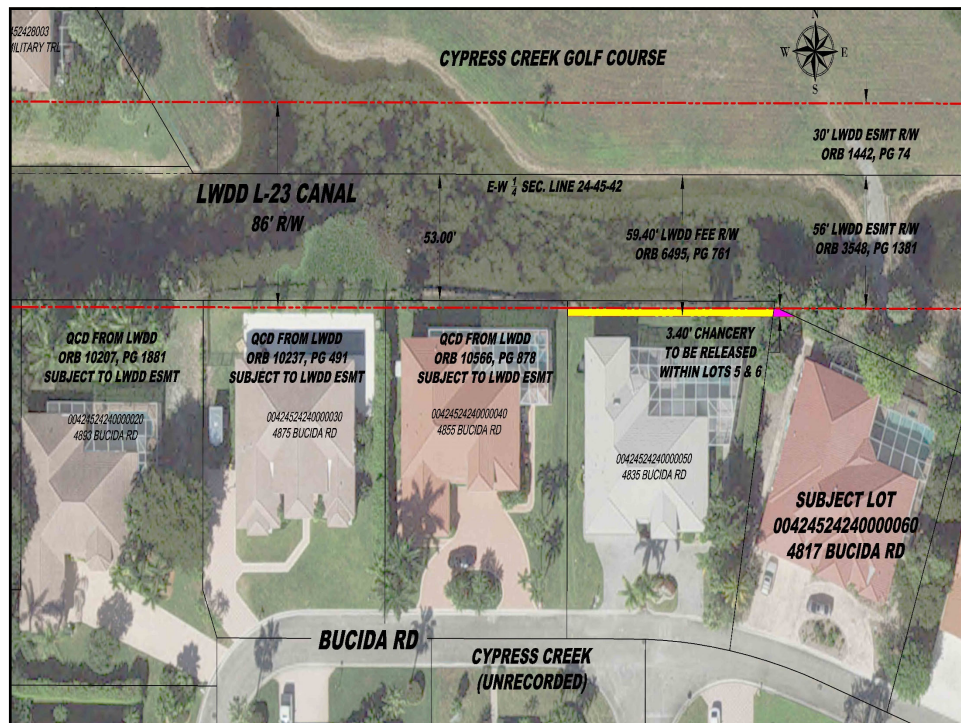 52428003
MILITARY TRL
CYPRESS CREEK GOLF COURSE
N
W
E
S
30' LWDD ESMT R/W
ORB 1442, PG 74
E-W 1/4 SEC. LINE 24-45-42
LWDD L-23 CANAL
86' R/W
53.00'
59.40' LWDD FEE R/W
ORB 6495, PG 761
56' LWDD ESMT R/W
ORB 3548, PG 1381
QCD FROM LWDD
ORB 10207, PG 1881
SUBJECT TO LWDD ESMT
QCD FROM LWDD
ORB 10237, PG 491
SUBJECT TO LWDD ESMT
QCD FROM LWDD
ORB 10566, PG 878
SUBJECT TO LWDD ESMT
3.40' CHANCERY
TO BE RELEASED
WITHIN LOTS 5 & 6
00424524240000020
4893 BUCIDA RD
00424524240000030
4875 BUCIDA RD
00424524240000040
4855 BUCIDA RD
00424524240000050
4835 BUCIDA RD
SUBJECT LOT
00424524240000060
4817 BUCIDA RD
BUCIDA RD
CYPRESS CREEK
(UNRECORDED)